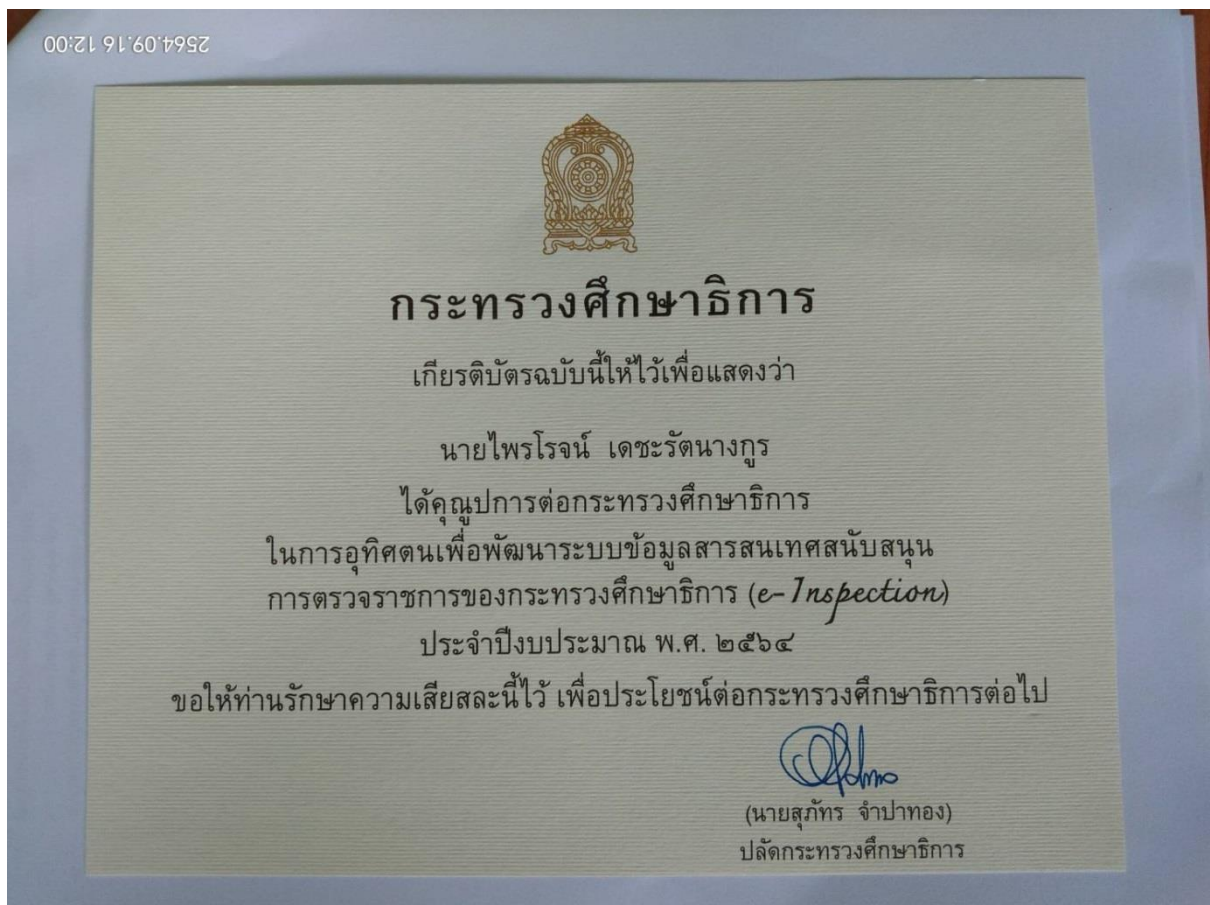 2564.09.16 12:00
กระทรวงศึกษาธิการ
เกียรติบัตรฉบับนี้ให้ไว้เพื่อแสดงว่า
นายไพรโรจน์ เดชะรัตนางกูร
ได้คุณูปการต่อกระทรวงศึกษาธิการ
ในการอุทิศตนเพื่อพัฒนาระบบข้อมูลสารสนเทศสนับสนุน
การตรวจราชการของกระทรวงศึกษาธิการ (e-Inspection)
ประจำปีงบประมาณ พ.ศ. ๒๕๖๔
ขอให้ท่านรักษาความเสียสละนี้ไว้ เพื่อประโยชน์ต่อกระทรวงศึกษาธิการต่อไป
(นายสุภัทร จำปาทอง)
ปลัดกระทรวงศึกษาธิการ